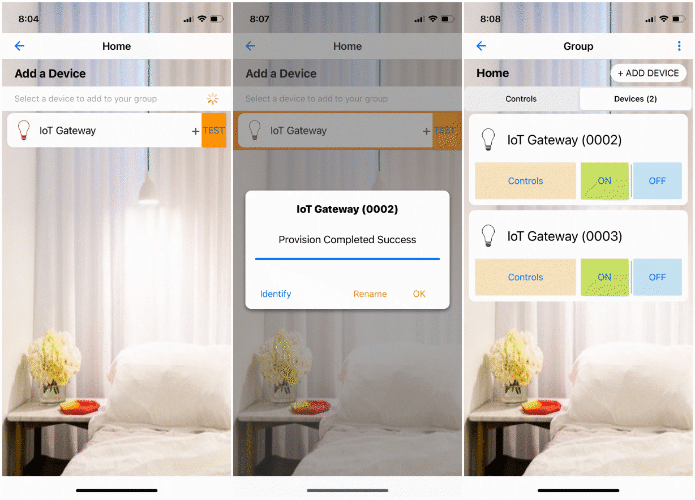 8:04
Home
Add a Device
Select a device to add to your group
IoT Gateway + TEST
8:07
Home
Add a Device
Select a device to add to your group
IoT Gateway + TEST
IoT Gateway (0002)
Provision Completed Success
Identify Rename OK
8:08
Group
Home + ADD DEVICE
Controls Devices (2)
IoT Gateway (0002)
Controls ON OFF
IoT Gateway (0003)
Controls ON OFF